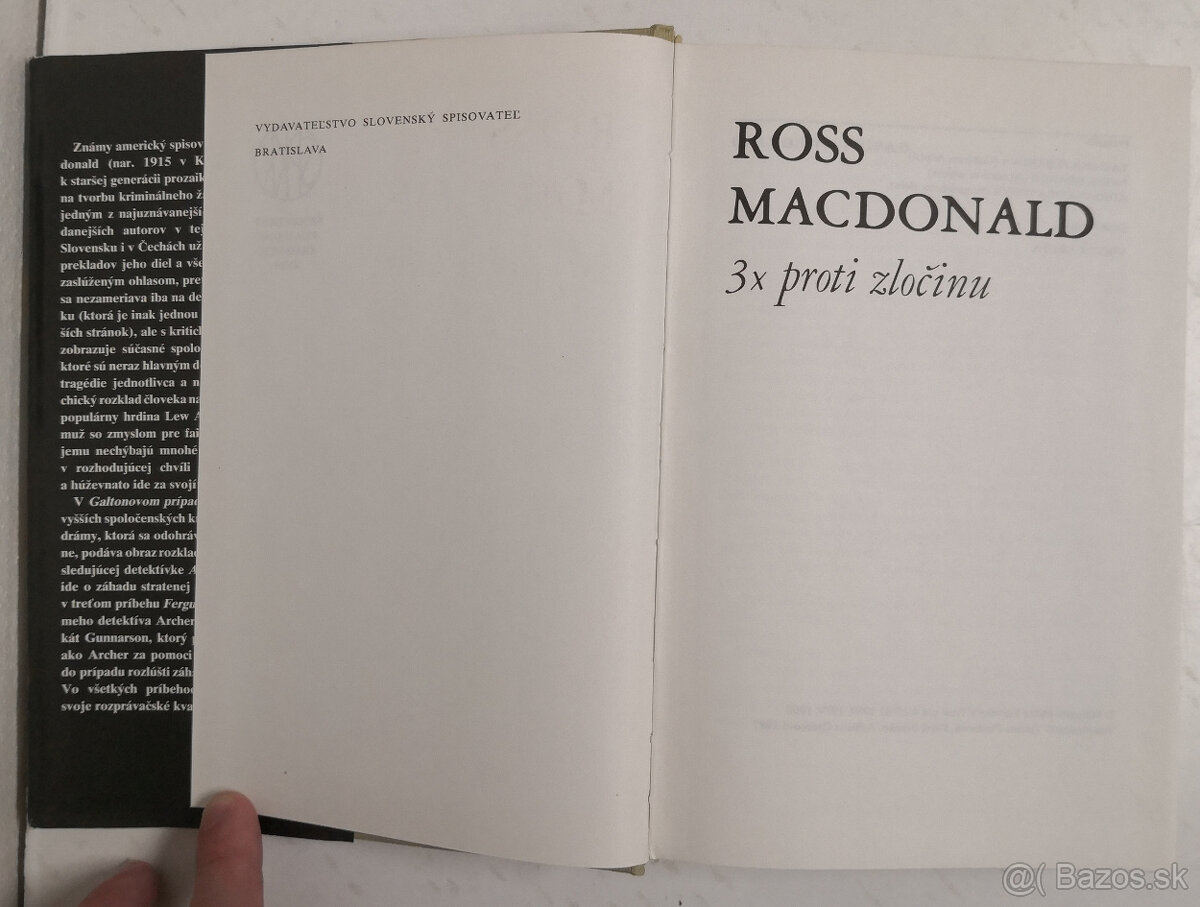 Známy americký spisov
donald (nar. 1915 v K
k staršej generácii prozaik
na tvorbu kriminálneho ž
jedným z najuznávanejší
danejších autorov v tej
Slovensku i v Čechách už
prekladov jeho diel a vše
zaslúženým ohlasom, pre
sa nezameriava iba na de
ku (ktorá je inak jednou
ších stránok), ale s kritic
zobrazuje súčasné spolo
ktoré sú neraz hlavným d
tragédie jednotlivca a n
chický rozklad človeka na
populárny hrdina Lew A
muž so zmyslom pre fai
jemu nechýbajú mnohé
v rozhodujúcej chvíli
a húževnato ide za svojí
V Galtonovom prípad
vyšších spoločenských k
drámy, ktorá sa odohráv
ne, podáva obraz rozklad
sledujúcej detektívke A
ide o záhadu stratenej
v treťom príbehu Fergu
meho detektíva Archer
kát Gunnarson, ktorý p
ako Archer za pomoci
do prípadu rozlúšti záh
Vo všetkých príbehoc
svoje rozprávačské kva
VYDAVATEĽSTVO SLOVENSKÝ SPISOVATEĽ
BRATISLAVA
ROSS
MACDONALD
3x proti zločinu
@( Bazos.sk